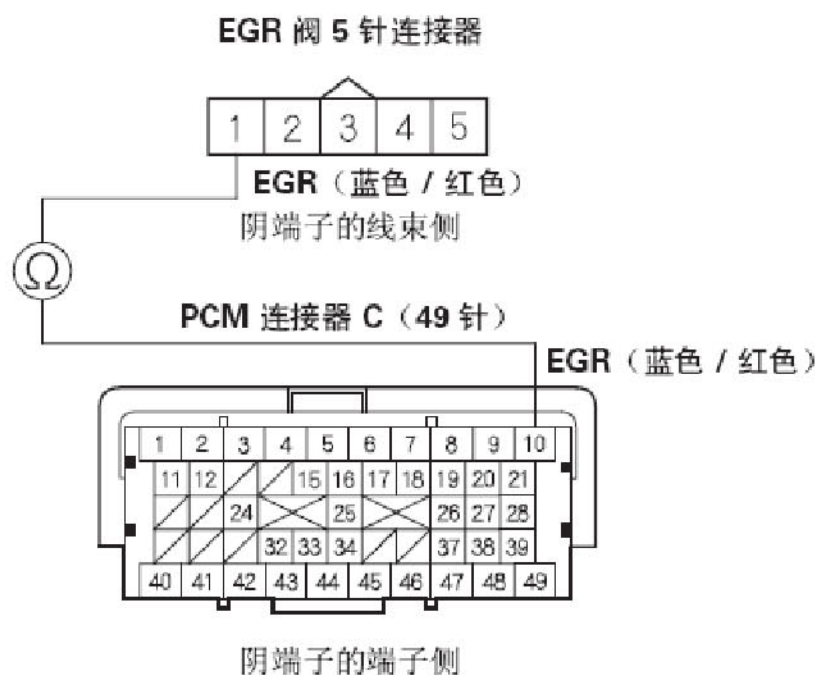 EGR 阀 5 针连接器
1 2 3 4 5
EGR（蓝色 / 红色）
阴端子的线束侧
Ω
PCM 连接器 C（49 针）
EGR（蓝色 / 红色）
1 2 3 4 5 6 7 8 9 10
11 12 15 16 17 18 19 20 21
24 25 26 27 28
32 33 34 37 38 39
40 41 42 43 44 45 46 47 48 49
阴端子的端子侧